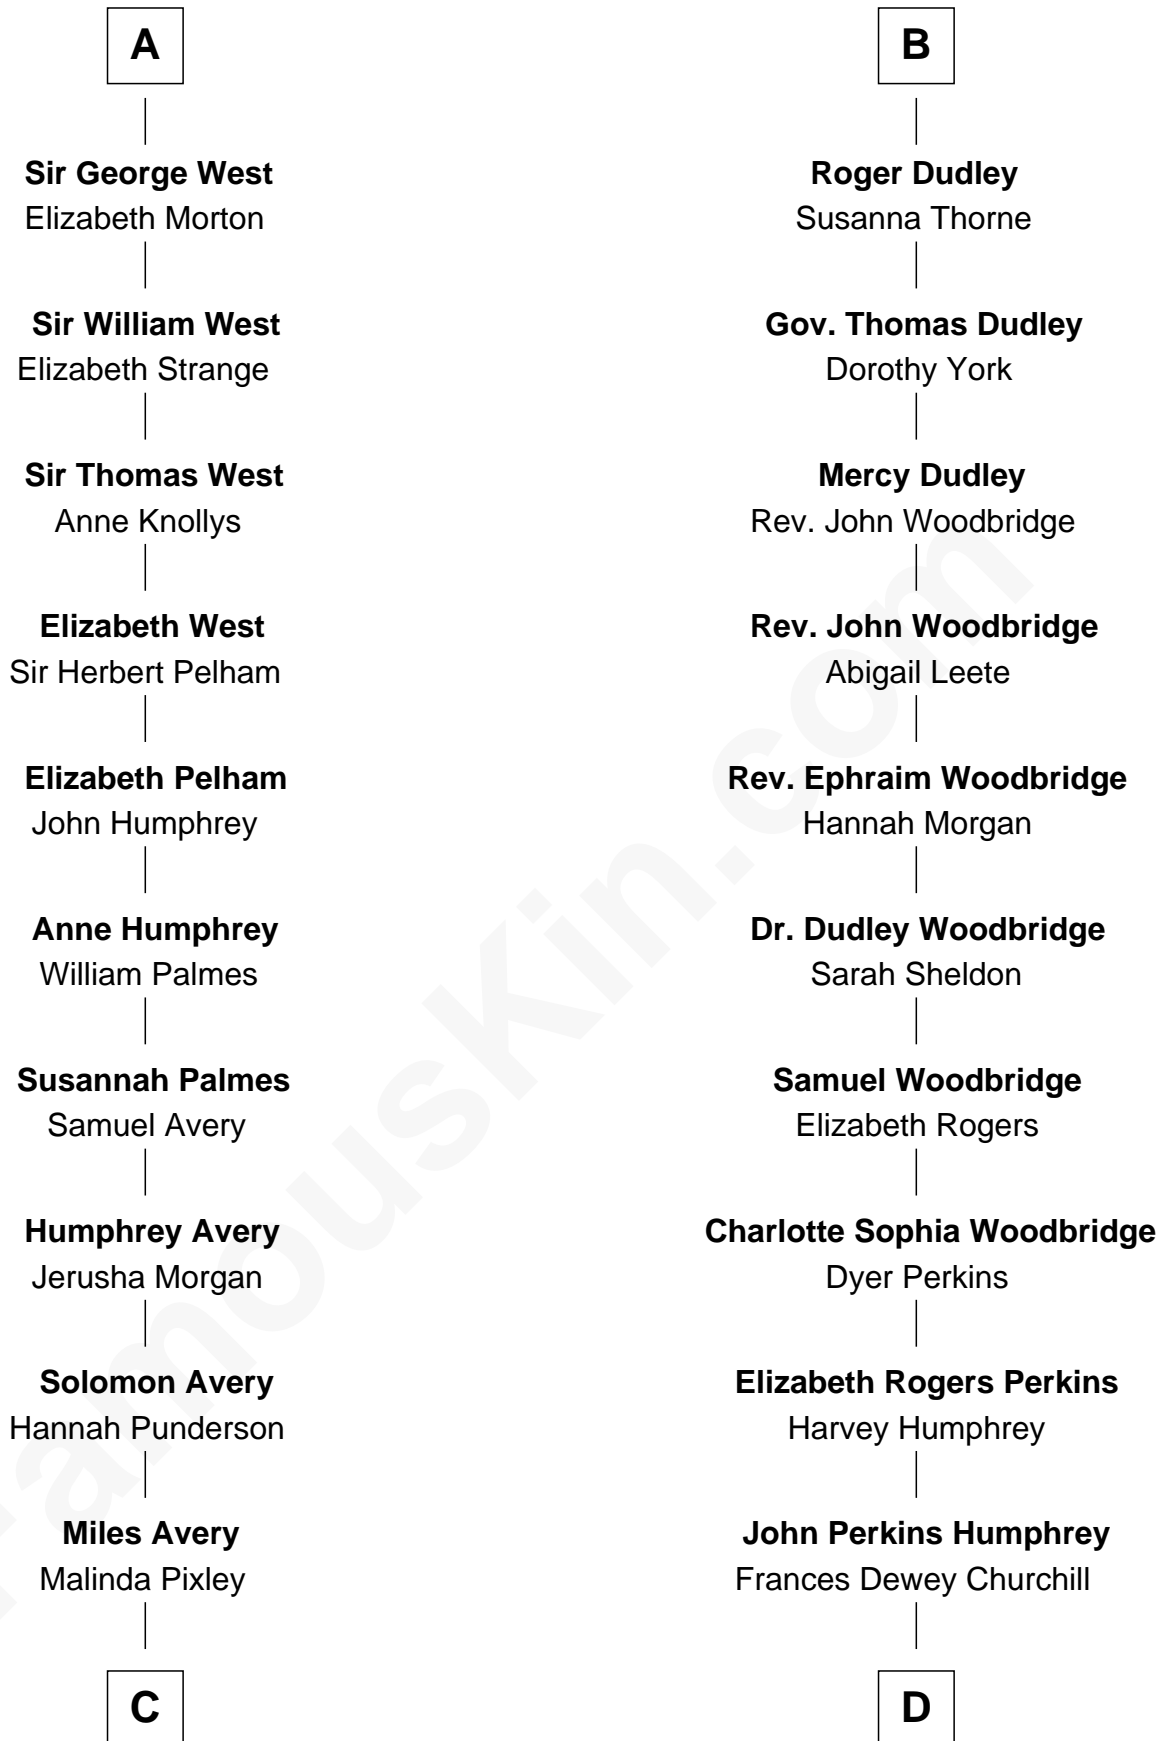 A
Sir George West
Elizabeth Morton
Sir William West
Elizabeth Strange
Sir Thomas West
Anne Knollys
Elizabeth West
Sir Herbert Pelham
Elizabeth Pelham
John Humphrey
Anne Humphrey
William Palmes
Susannah Palmes
Samuel Avery
Humphrey Avery
Jerusha Morgan
Solomon Avery
Hannah Punderson
Miles Avery
Malinda Pixley
C
B
Roger Dudley
Susanna Thorne
Gov. Thomas Dudley
Dorothy York
Mercy Dudley
Rev. John Woodbridge
Rev. John Woodbridge
Abigail Leete
Rev. Ephraim Woodbridge
Hannah Morgan
Dr. Dudley Woodbridge
Sarah Sheldon
Samuel Woodbridge
Elizabeth Rogers
Charlotte Sophia Woodbridge
Dyer Perkins
Elizabeth Rogers Perkins
Harvey Humphrey
John Perkins Humphrey
Frances Dewey Churchill
D
FamousKin.com